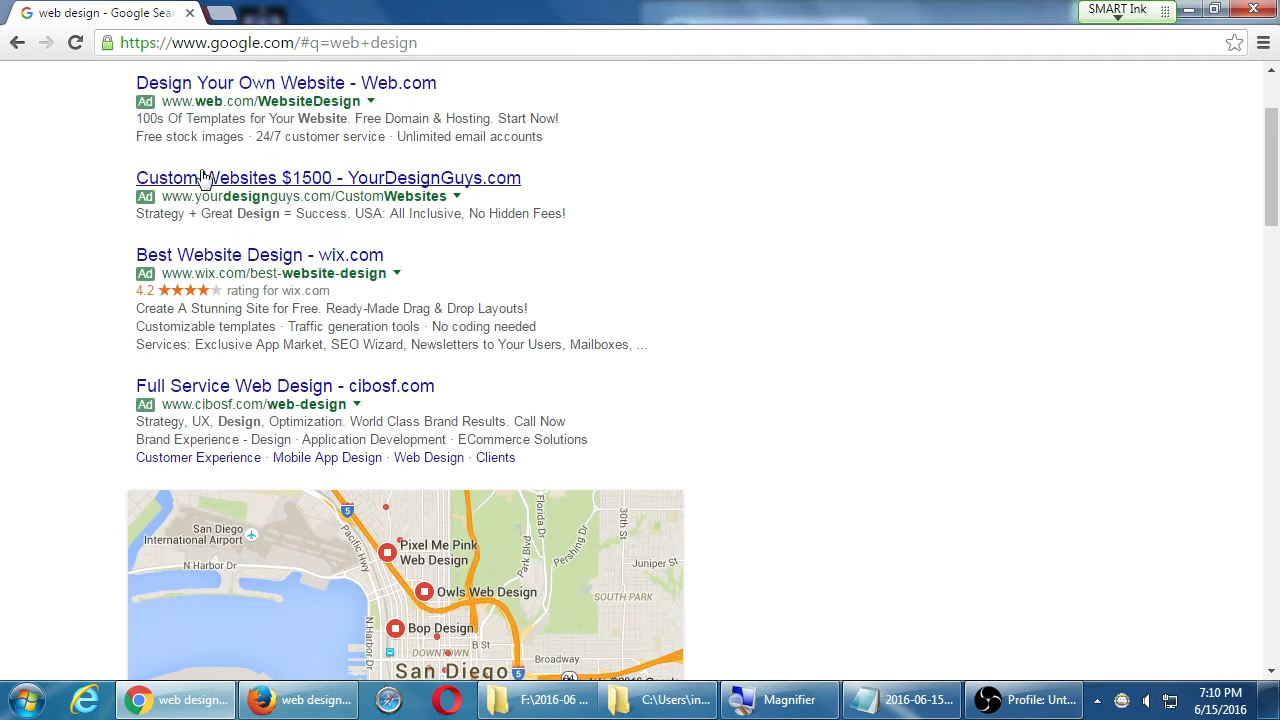 web design - Google Sea
SMART Ink
https://www.google.com/#q=web+design
Design Your Own Website - Web.com
Ad www.web.com/WebsiteDesign
100s Of Templates for Your Website. Free Domain & Hosting. Start Now!
Free stock images · 24/7 customer service · Unlimited email accounts
Custom Websites $1500 - YourDesignGuys.com
Ad www.yourdesignguys.com/CustomWebsites
Strategy + Great Design = Success. USA: All Inclusive, No Hidden Fees!
Best Website Design - wix.com
Ad www.wix.com/best-website-design
4.2 rating for wix.com
Create A Stunning Site for Free. Ready-Made Drag & Drop Layouts!
Customizable templates · Traffic generation tools · No coding needed
Services: Exclusive App Market, SEO Wizard, Newsletters to Your Users, Mailboxes, ...
Full Service Web Design - cibosf.com
Ad www.cibosf.com/web-design
Strategy, UX, Design, Optimization. World Class Brand Results. Call Now
Brand Experience - Design · Application Development · ECommerce Solutions
Customer Experience · Mobile App Design · Web Design · Clients
San Diego
International Airport
N Harbor Dr
Pacific Hwy
5
Pixel Me Pink
Web Design
Florida Dr
Park Blvd
Pershing Dr
30th St
Juniper St
Owls Web Design
SOUTH PARK
Bop Design
N Harbor Dr
B St
DOWNTOWN
Broadway
San Diego
5
94
web design...
web design...
F:\2016-06 ...
C:\Users\in...
Magnifier
2016-06-15...
Profile: Unt...
7:10 PM
6/15/2016